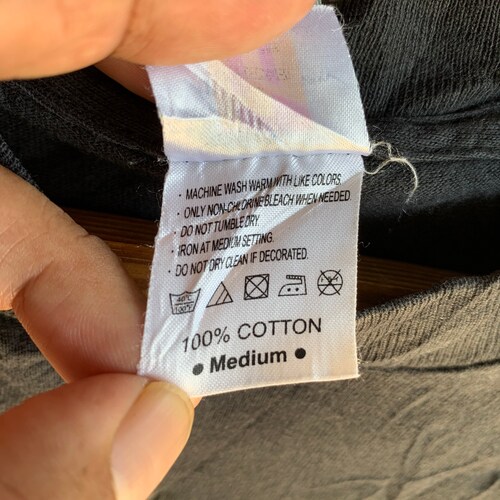 • MACHINE WASH WARM WITH LIKE COLORS.
• ONLY NON-CHLORINE BLEACH WHEN NEEDED
• DO NOT TUMBLE DRY.
• IRON AT MEDIUM SETTING.
• DO NOT DRY CLEAN IF DECORATED.
40°C
100% COTTON
• Medium •